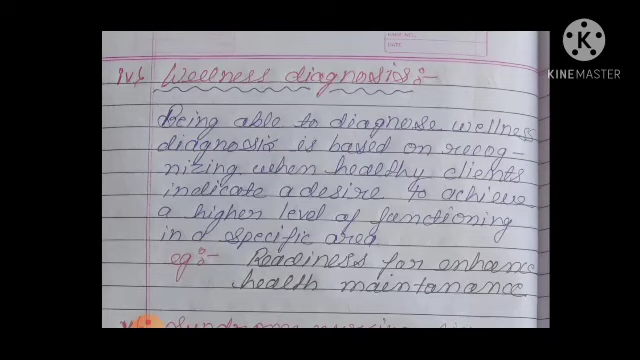 KINEMASTER
iv) Wellness diagnosis:-
Being able to diagnose wellness
diagnosis is based on recog-
nizing when healthy clients
indicate a desire to achieve
a higher level of functioning
in a specific area
eg:- Readiness for enhance
health maintanance